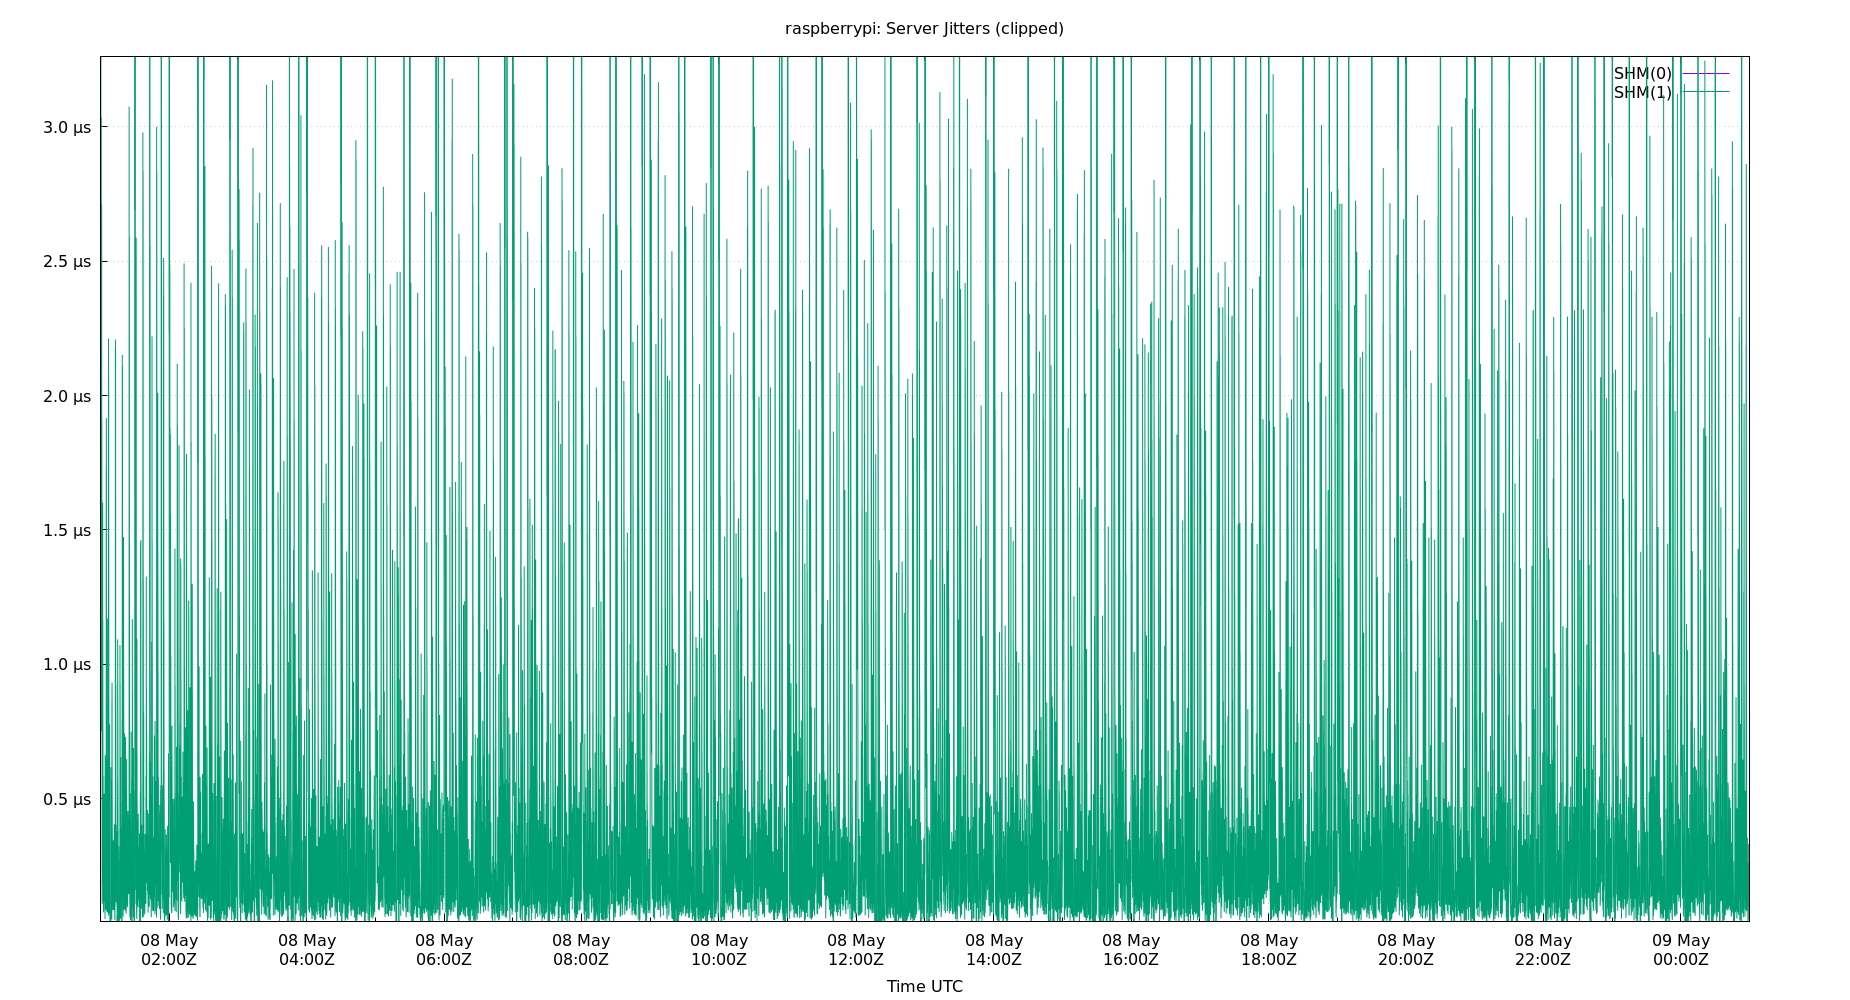 raspberrypi: Server Jitters (clipped)
SHM(0)
SHM(1)
3.0 µs
2.5 µs
2.0 µs
1.5 µs
1.0 µs
0.5 µs
08 May 08 May 08 May 08 May 08 May 08 May 08 May 08 May 08 May 08 May 08 May 09 May
02:00Z 04:00Z 06:00Z 08:00Z 10:00Z 12:00Z 14:00Z 16:00Z 18:00Z 20:00Z 22:00Z 00:00Z
Time UTC